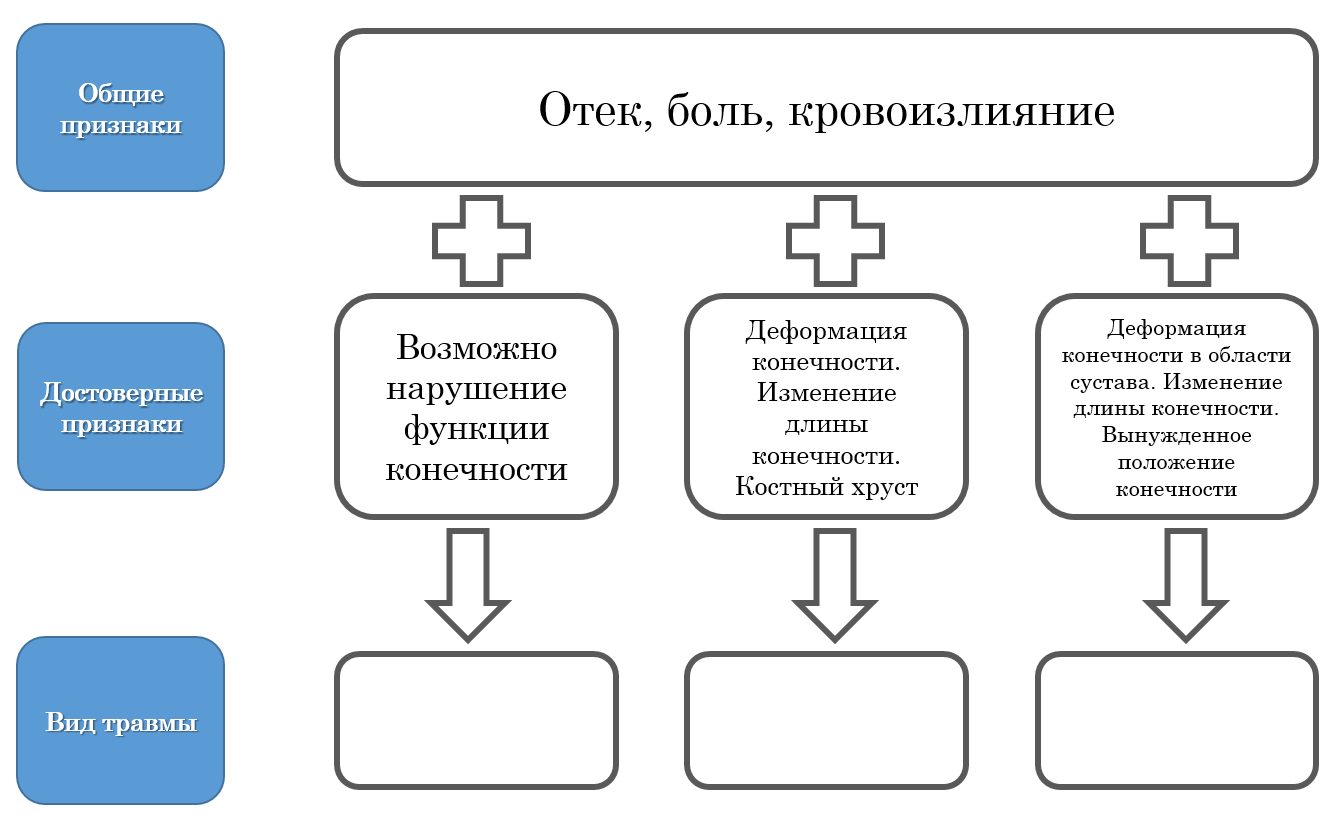 Общие
признаки
Отек, боль, кровоизлияние
Достоверные
признаки
Возможно
нарушение
функции
конечности
Деформация
конечности.
Изменение
длины
конечности.
Костный хруст
Деформация
конечности в области
сустава. Изменение
длины конечности.
Вынужденное
положение
конечности
Вид травмы